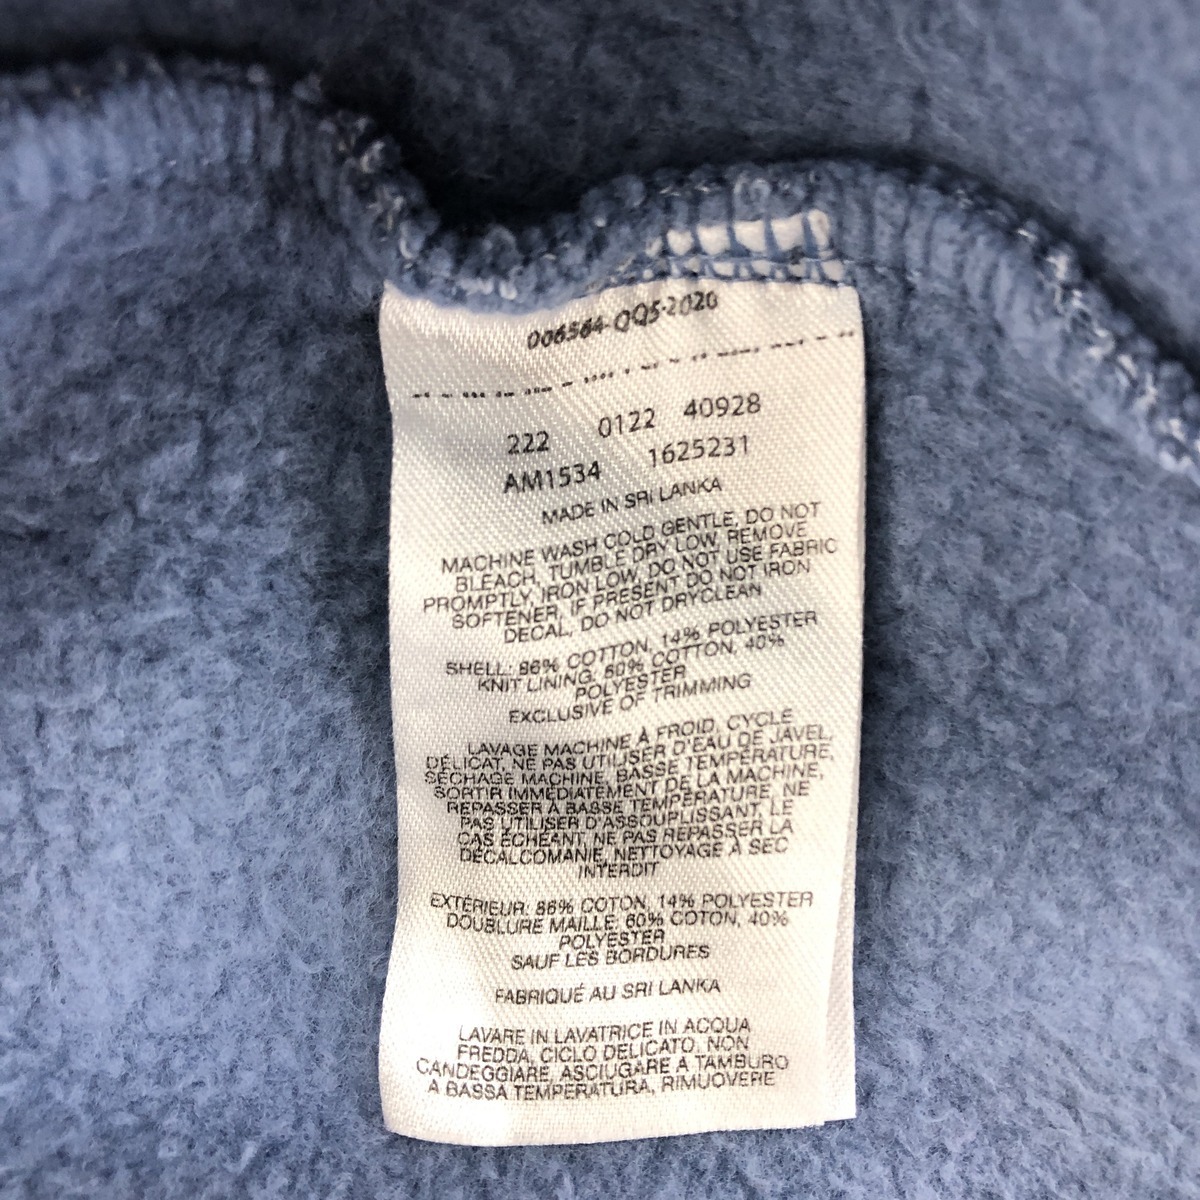 006564-QQ5-2020
222 0122 40928
AM1534 1625231
MADE IN SRI LANKA
MACHINE WASH COLD GENTLE, DO NOT
BLEACH, TUMBLE DRY LOW, REMOVE
PROMPTLY, IRON LOW, DO NOT USE FABRIC
SOFTENER, IF PRESENT DO NOT IRON
DECAL, DO NOT DRYCLEAN
SHELL: 86% COTTON, 14% POLYESTER
KNIT LINING: 60% COTTON, 40%
POLYESTER
EXCLUSIVE OF TRIMMING
LAVAGE MACHINE À FROID, CYCLE
DÉLICAT, NE PAS UTILISER D'EAU DE JAVEL,
SÉCHAGE MACHINE, BASSE TEMPÉRATURE,
SORTIR IMMÉDIATEMENT DE LA MACHINE,
REPASSER À BASSE TEMPÉRATURE, NE
PAS UTILISER D'ASSOUPLISSANT, LE
CAS ÉCHÉANT, NE PAS REPASSER LA
DÉCALCOMANIE, NETTOYAGE À SEC
INTERDIT
EXTÉRIEUR: 86% COTON, 14% POLYESTER
DOUBLURE MAILLE: 60% COTON, 40%
POLYESTER
SAUF LES BORDURES
FABRIQUÉ AU SRI LANKA
LAVARE IN LAVATRICE IN ACQUA
FREDDA, CICLO DELICATO, NON
CANDEGGIARE, ASCIUGARE A TAMBURO
A BASSA TEMPERATURA, RIMUOVERE